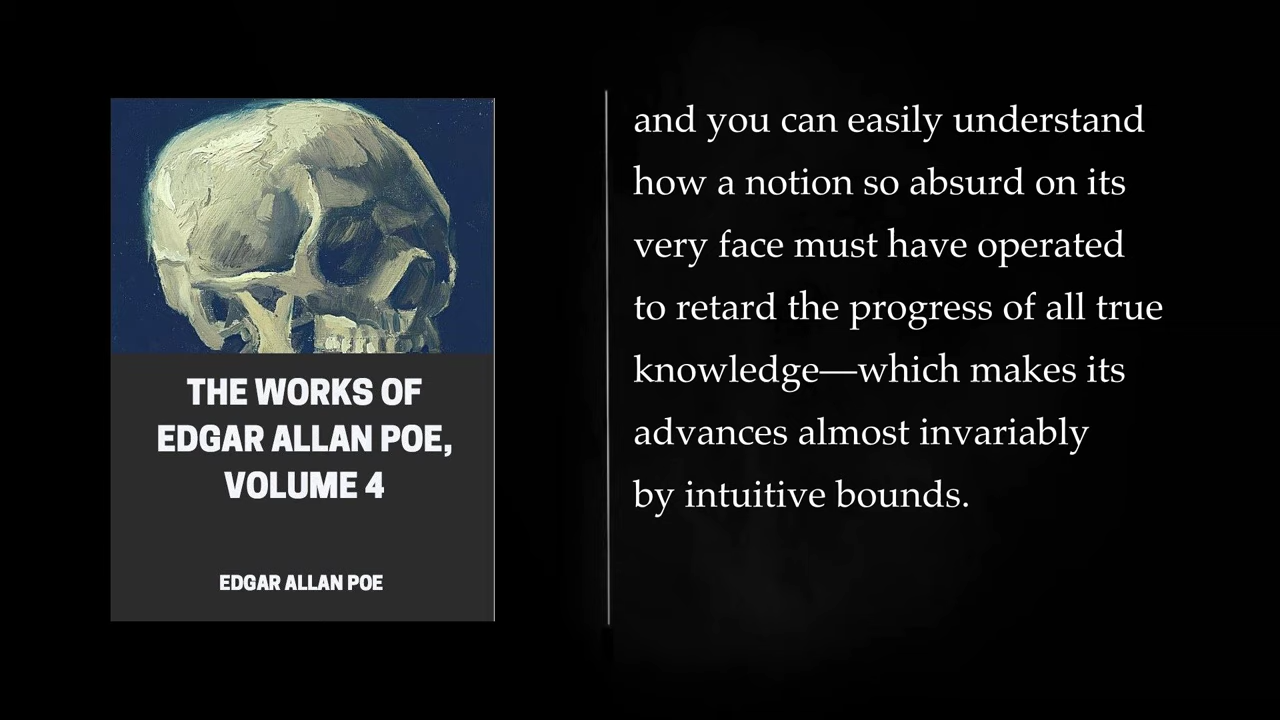 THE WORKS OF
EDGAR ALLAN POE,
VOLUME 4
EDGAR ALLAN POE
and you can easily understand
how a notion so absurd on its
very face must have operated
to retard the progress of all true
knowledge—which makes its
advances almost invariably
by intuitive bounds.